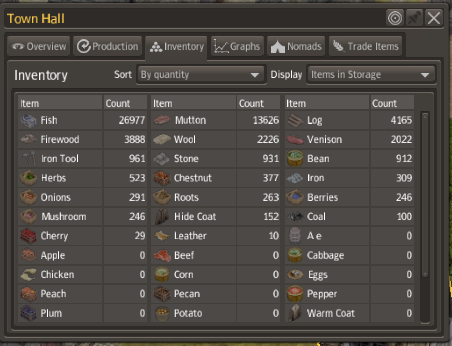 Town Hall
Overview Production Inventory Graphs Nomads Trade Items
Inventory Sort By quantity Display Items in Storage
Item Count Item Count Item Count
Fish 26977 Mutton 13626 Log 4165
Firewood 3888 Wool 2226 Venison 2022
Iron Tool 961 Stone 931 Bean 912
Herbs 523 Chestnut 377 Iron 309
Onions 291 Roots 263 Berries 246
Mushroom 246 Hide Coat 152 Coal 100
Cherry 29 Leather 10 A e 0
Apple 0 Beef 0 Cabbage 0
Chicken 0 Corn 0 Eggs 0
Peach 0 Pecan 0 Pepper 0
Plum 0 Potato 0 Warm Coat 0